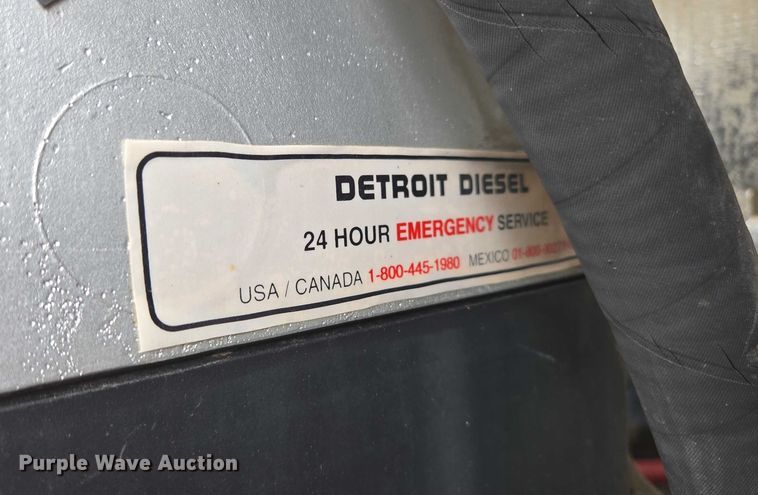 DETROIT DIESEL
24 HOUR EMERGENCY SERVICE
USA / CANADA 1-800-445-1980 MEXICO
Purple Wave Auction